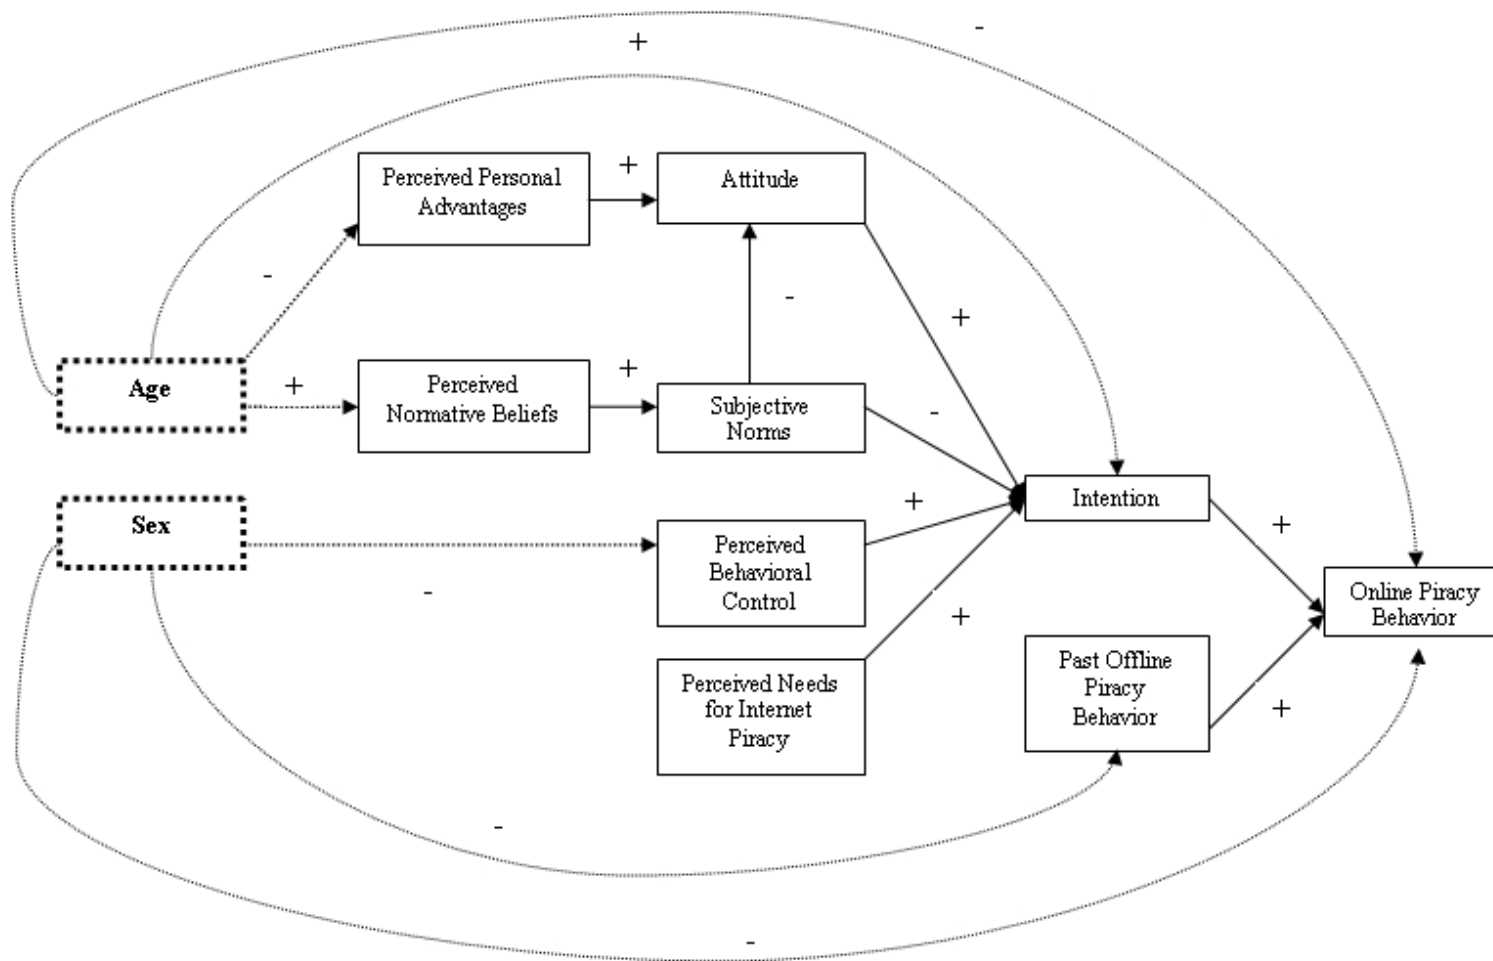 -
+
Perceived Personal
Advantages
+
Attitude
-
-
+
Age
+
Perceived
Normative Beliefs
+
Subjective
Norms
-
Intention
Sex
+
+
Perceived
Behavioral
Control
-
Online Piracy
Behavior
+
Past Offline
Piracy
Behavior
Perceived Needs
for Internet
Piracy
+
-
-